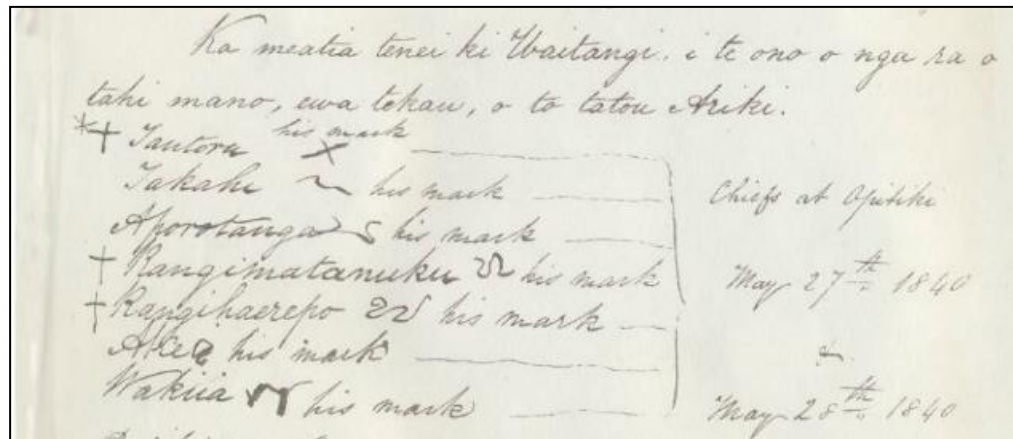 Ka meatia tenei ki Waitangi. i te ono o nga ra o
tahi mano, ewa tekau, o to tatou Ariki.
*+ Tautoru his mark ×
Takahi ~ his mark
Aporotanga his mark
+ Rangimatanuku his mark
+ Rangihaerepo his mark
Ake his mark
Wakiia his mark
Chiefs at Opitiki
May 27th 1840
&
May 28th 1840